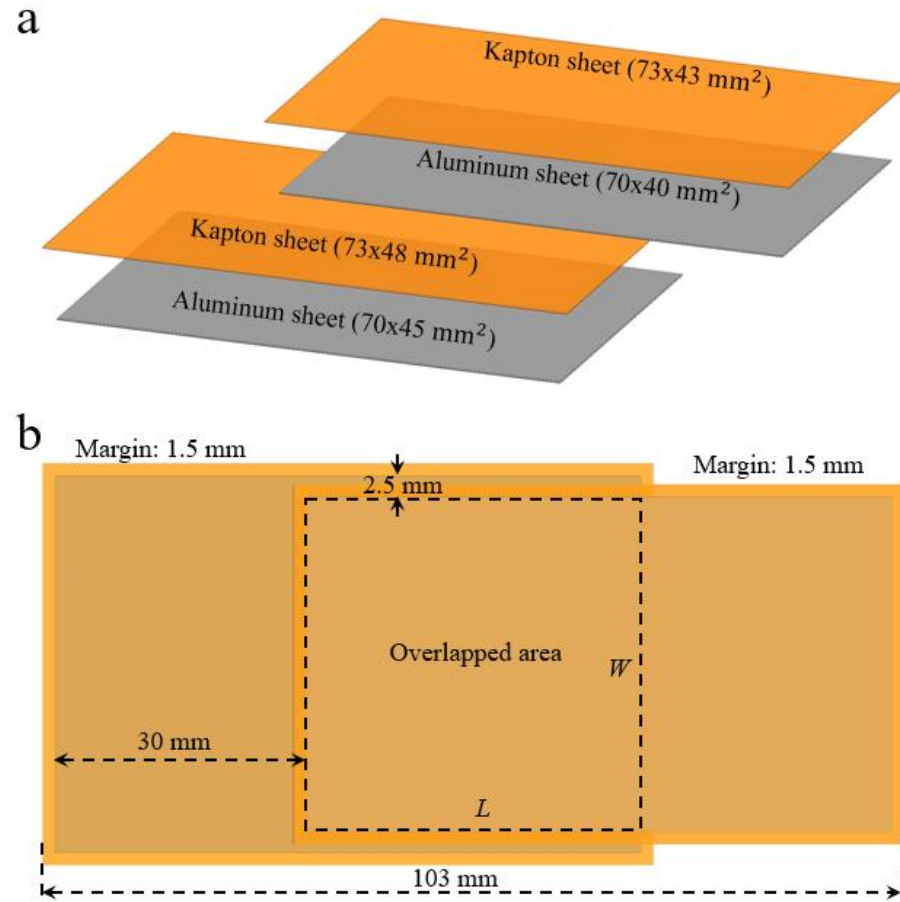 a
Kapton sheet (73x43 mm²)
Aluminum sheet (70x40 mm²)
Kapton sheet (73x48 mm²)
Aluminum sheet (70x45 mm²)
b
Margin: 1.5 mm
Margin: 1.5 mm
2.5 mm
Overlapped area
W
30 mm
L
103 mm